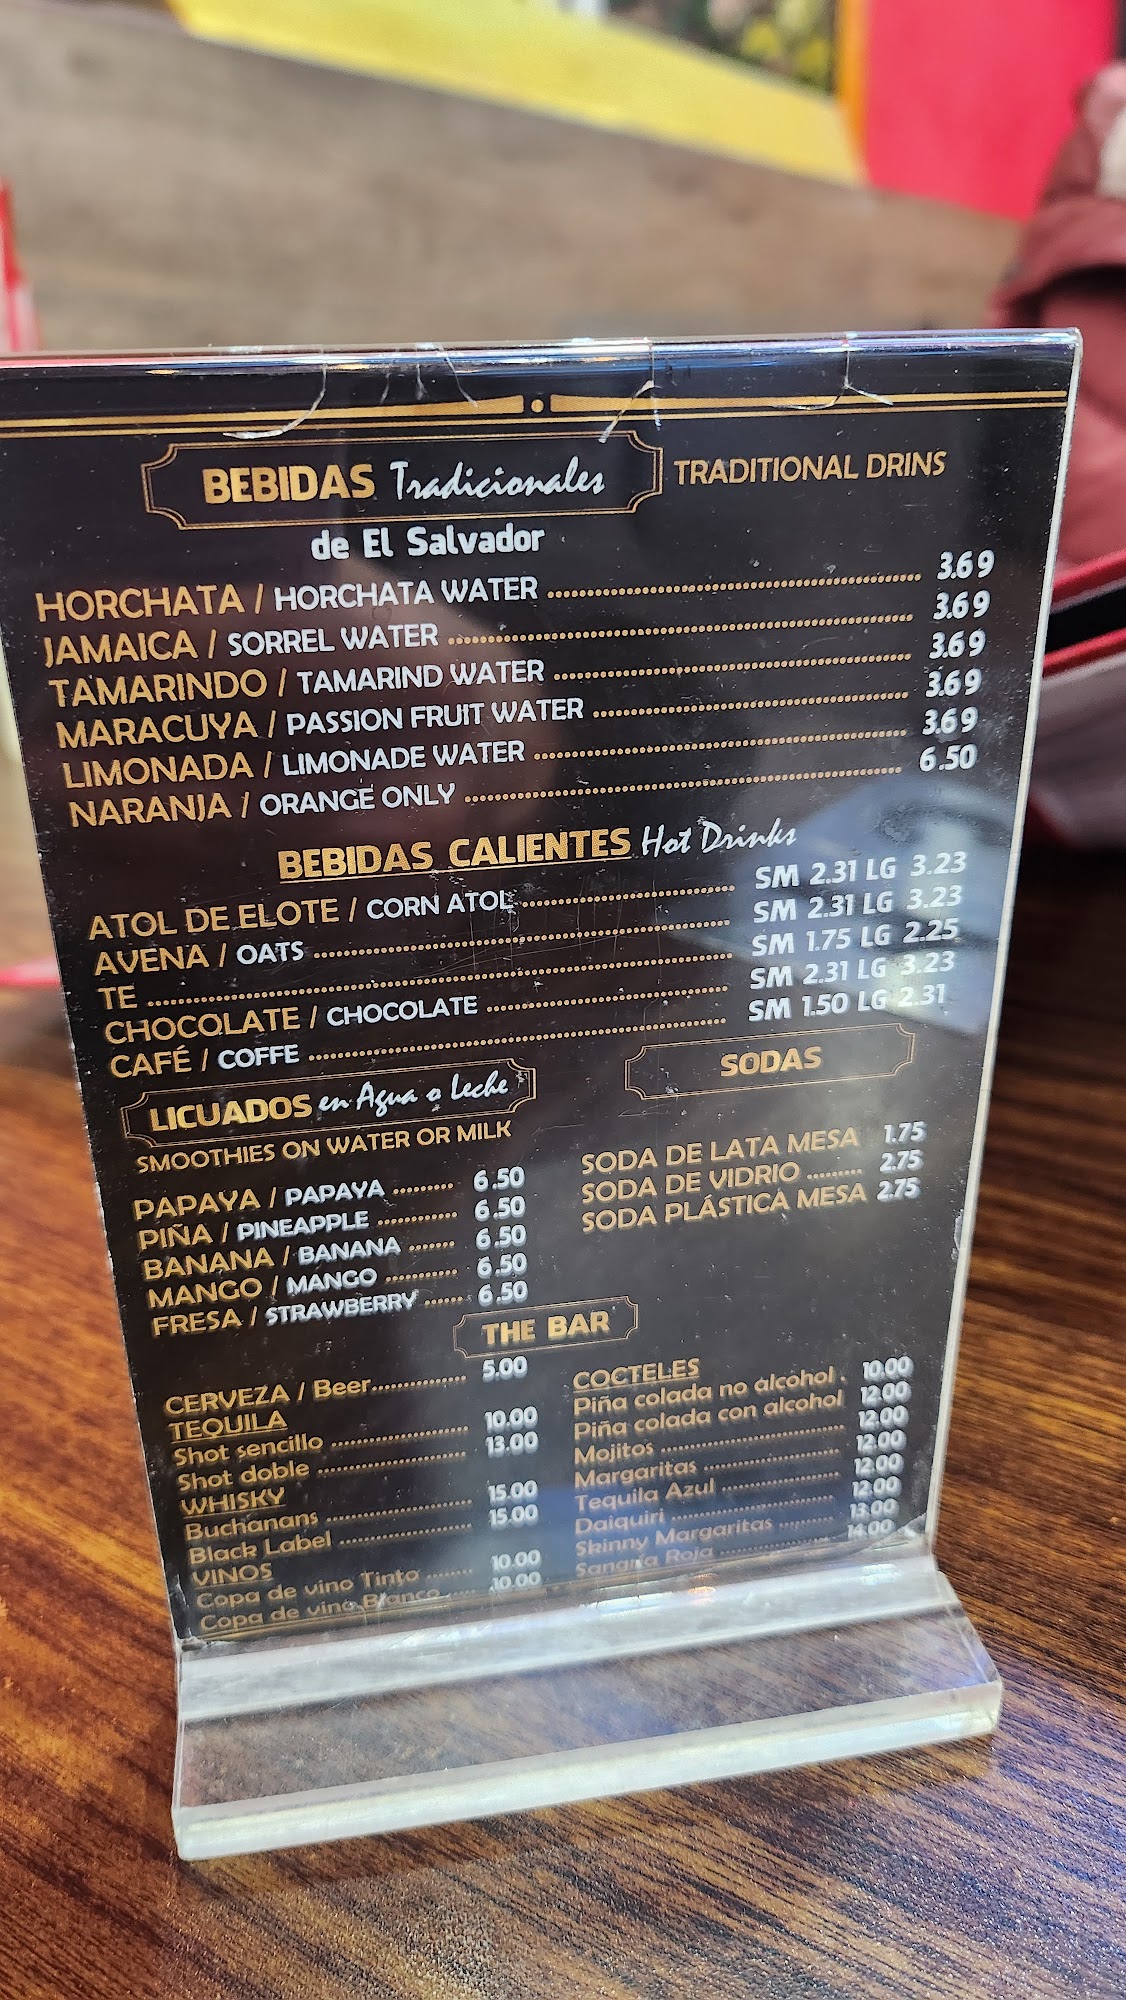 BEBIDAS Tradicionales TRADITIONAL DRINS
de El Salvador
HORCHATA / HORCHATA WATER 3.69
JAMAICA / SORREL WATER 3.69
TAMARINDO / TAMARIND WATER 3.69
MARACUYA / PASSION FRUIT WATER 3.69
LIMONADA / LIMONADE WATER 3.69
NARANJA / ORANGE ONLY 6.50
BEBIDAS CALIENTES Hot Drinks
ATOL DE ELOTE / CORN ATOL SM 2.31 LG 3.23
AVENA / OATS SM 2.31 LG 3.23
TE SM 1.75 LG 2.25
CHOCOLATE / CHOCOLATE SM 2.31 LG 3.23
CAFÉ / COFFE SM 1.50 LG 2.31
LICUADOS en Agua o Leche
SMOOTHIES ON WATER OR MILK
PAPAYA / PAPAYA 6.50
PIÑA / PINEAPPLE 6.50
BANANA / BANANA 6.50
MANGO / MANGO 6.50
FRESA / STRAWBERRY 6.50
SODAS
SODA DE LATA MESA 1.75
SODA DE VIDRIO 2.75
SODA PLÁSTICA MESA 2.75
THE BAR
CERVEZA / Beer 5.00
TEQUILA
Shot sencillo 10.00
Shot doble 13.00
WHISKY
Buchanans 15.00
Black Label 15.00
VINOS
Copa de vino Tinto 10.00
Copa de vino Blanco 10.00
COCTELES
Piña colada no alcohol 10.00
Piña colada con alcohol 12.00
Mojitos 12.00
Margaritas 12.00
Tequila Azul 12.00
Daiquiri 12.00
Skinny Margaritas 13.00
Sangria Roja 14.00